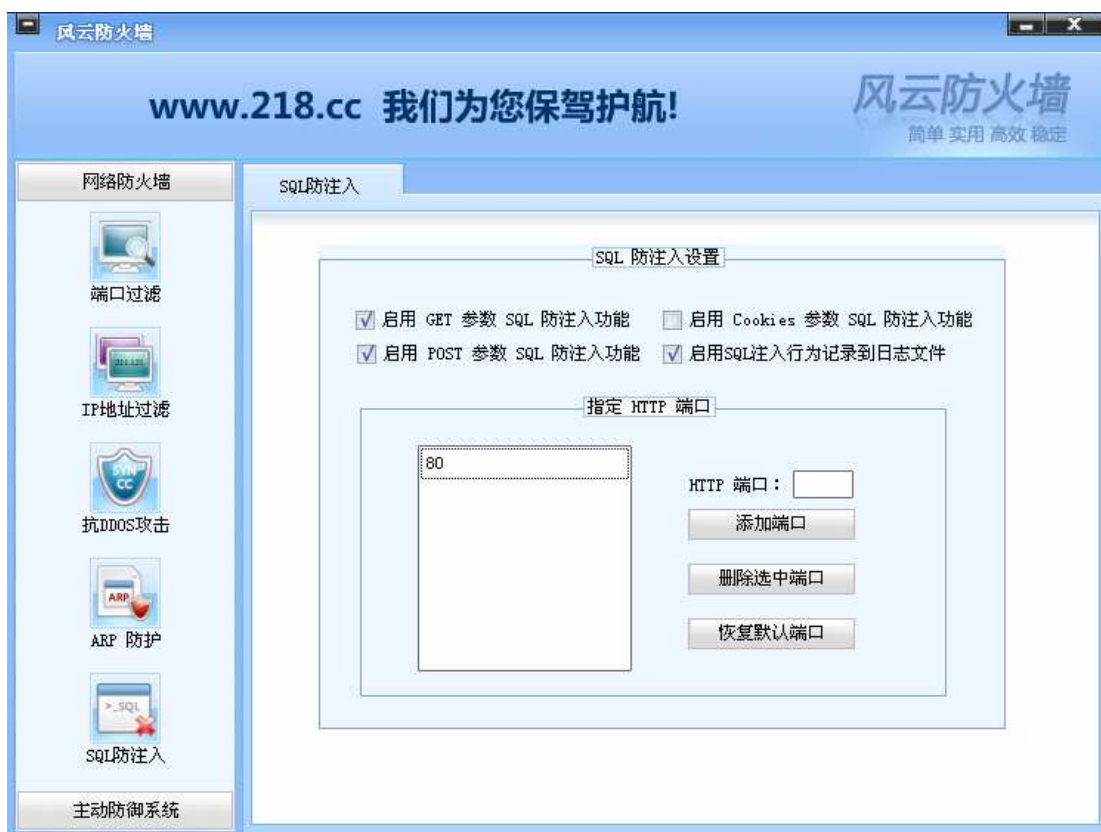 风云防火墙
www.218.cc 我们为您保驾护航!
风云防火墙
简单 实用 高效 稳定
网络防火墙
端口过滤
IP地址过滤
SYN
CC
抗DDOS攻击
ARP
ARP 防护
>_SQL
SQL防注入
主动防御系统
SQL防注入
SQL 防注入设置
启用 GET 参数 SQL 防注入功能
启用 Cookies 参数 SQL 防注入功能
启用 POST 参数 SQL 防注入功能
启用SQL注入行为记录到日志文件
指定 HTTP 端口
80
HTTP 端口：
添加端口
删除选中端口
恢复默认端口